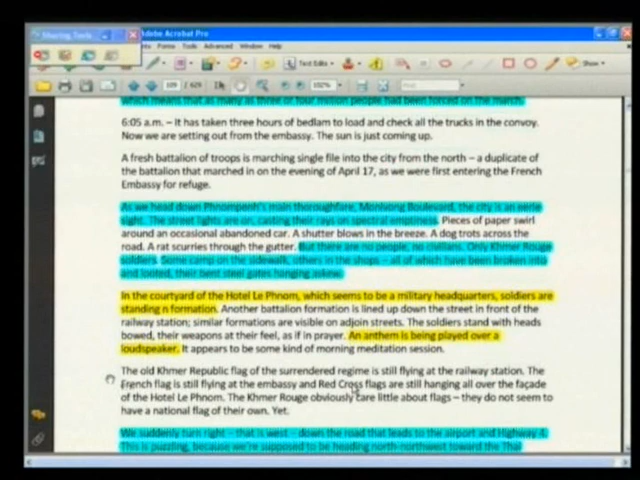 Sharing Tools
Adobe Acrobat Pro
Forms Tools Advanced Window Help
Text Edits
Show
109 / 629
102%
which means that as many as three or four million people had been forced on the march.
6:05 a.m. – It has taken three hours of bedlam to load and check all the trucks in the convoy.
Now we are setting out from the embassy. The sun is just coming up.
A fresh battalion of troops is marching single file into the city from the north – a duplicate of
the battalion that marched in on the evening of April 17, as we were first entering the French
Embassy for refuge.
As we head down Phnompenh's main thoroughfare, Monivong Boulevard, the city is an eerie
sight. The street lights are on, casting their rays on spectral emptiness. Pieces of paper swirl
around an occasional abandoned car. A shutter blows in the breeze. A dog trots across the
road. A rat scurries through the gutter. But there are no people, no civilians. Only Khmer Rouge
soldiers. Some camp on the sidewalk, others in the shops – all of which have been broken into
and looted, their bent steel gates hanging askew.
In the courtyard of the Hotel Le Phnom, which seems to be a military headquarters, soldiers are
standing n formation. Another battalion formation is lined up down the street in front of the
railway station; similar formations are visible on adjoin streets. The soldiers stand with heads
bowed, their weapons at their feel, as if in prayer. An anthem is being played over a
loudspeaker. It appears to be some kind of morning meditation session.
The old Khmer Republic flag of the surrendered regime is still flying at the railway station. The
French flag is still flying at the embassy and Red Cross flags are still hanging all over the façade
of the Hotel Le Phnom. The Khmer Rouge obviously care little about flags – they do not seem to
have a national flag of their own. Yet.
We suddenly turn right – that is west – down the road that leads to the airport and Highway 4.
This is puzzling, because we're supposed to be heading north-northwest toward the Thai